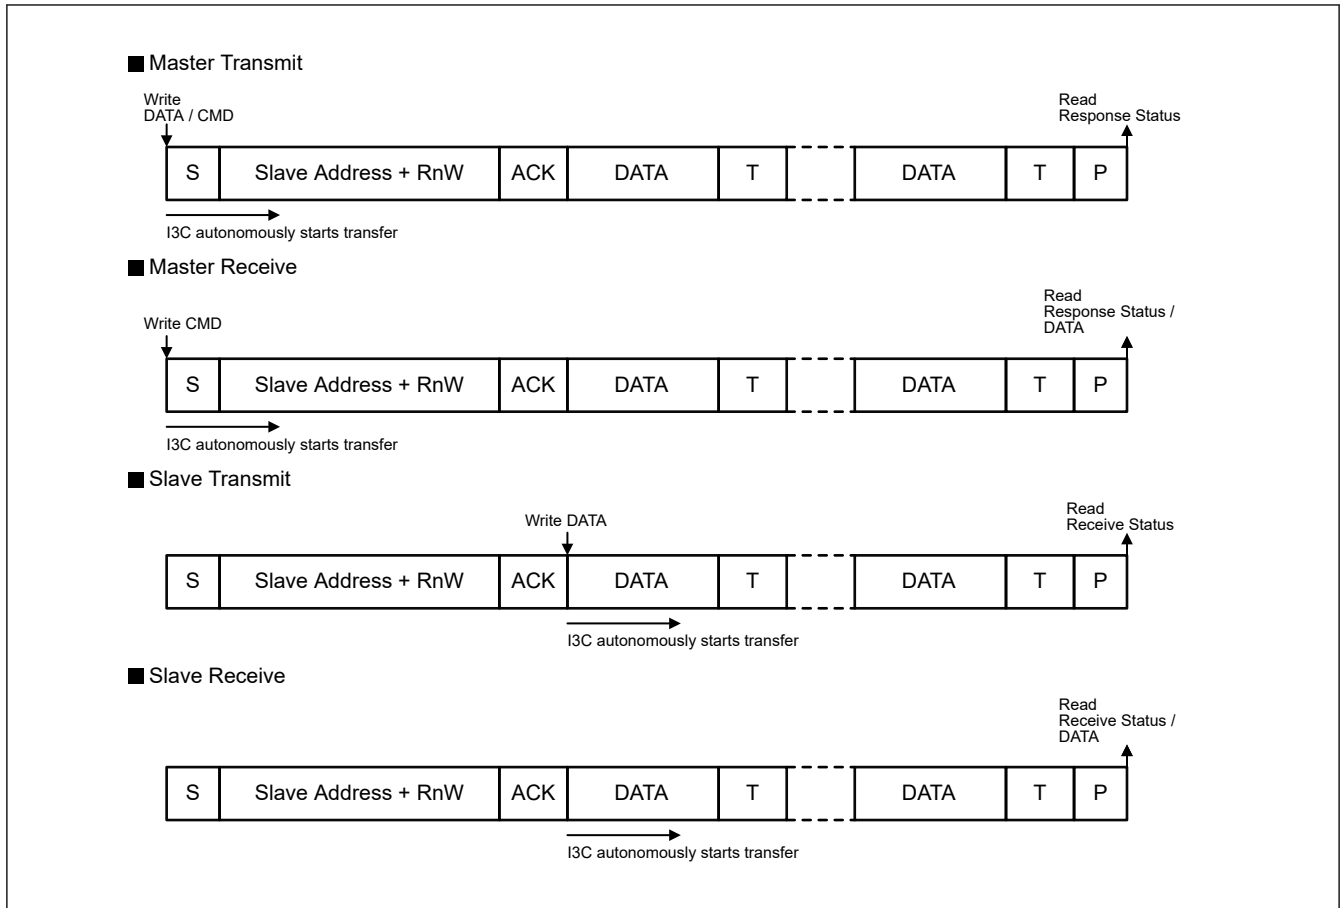 Master Transmit
Write
DATA / CMD
Read
Response Status
S Slave Address + RnW ACK DATA T DATA T P
I3C autonomously starts transfer
Master Receive
Write CMD
Read
Response Status /
DATA
S Slave Address + RnW ACK DATA T DATA T P
I3C autonomously starts transfer
Slave Transmit
Write DATA
Read
Receive Status
S Slave Address + RnW ACK DATA T DATA T P
I3C autonomously starts transfer
Slave Receive
Read
Receive Status /
DATA
S Slave Address + RnW ACK DATA T DATA T P
I3C autonomously starts transfer